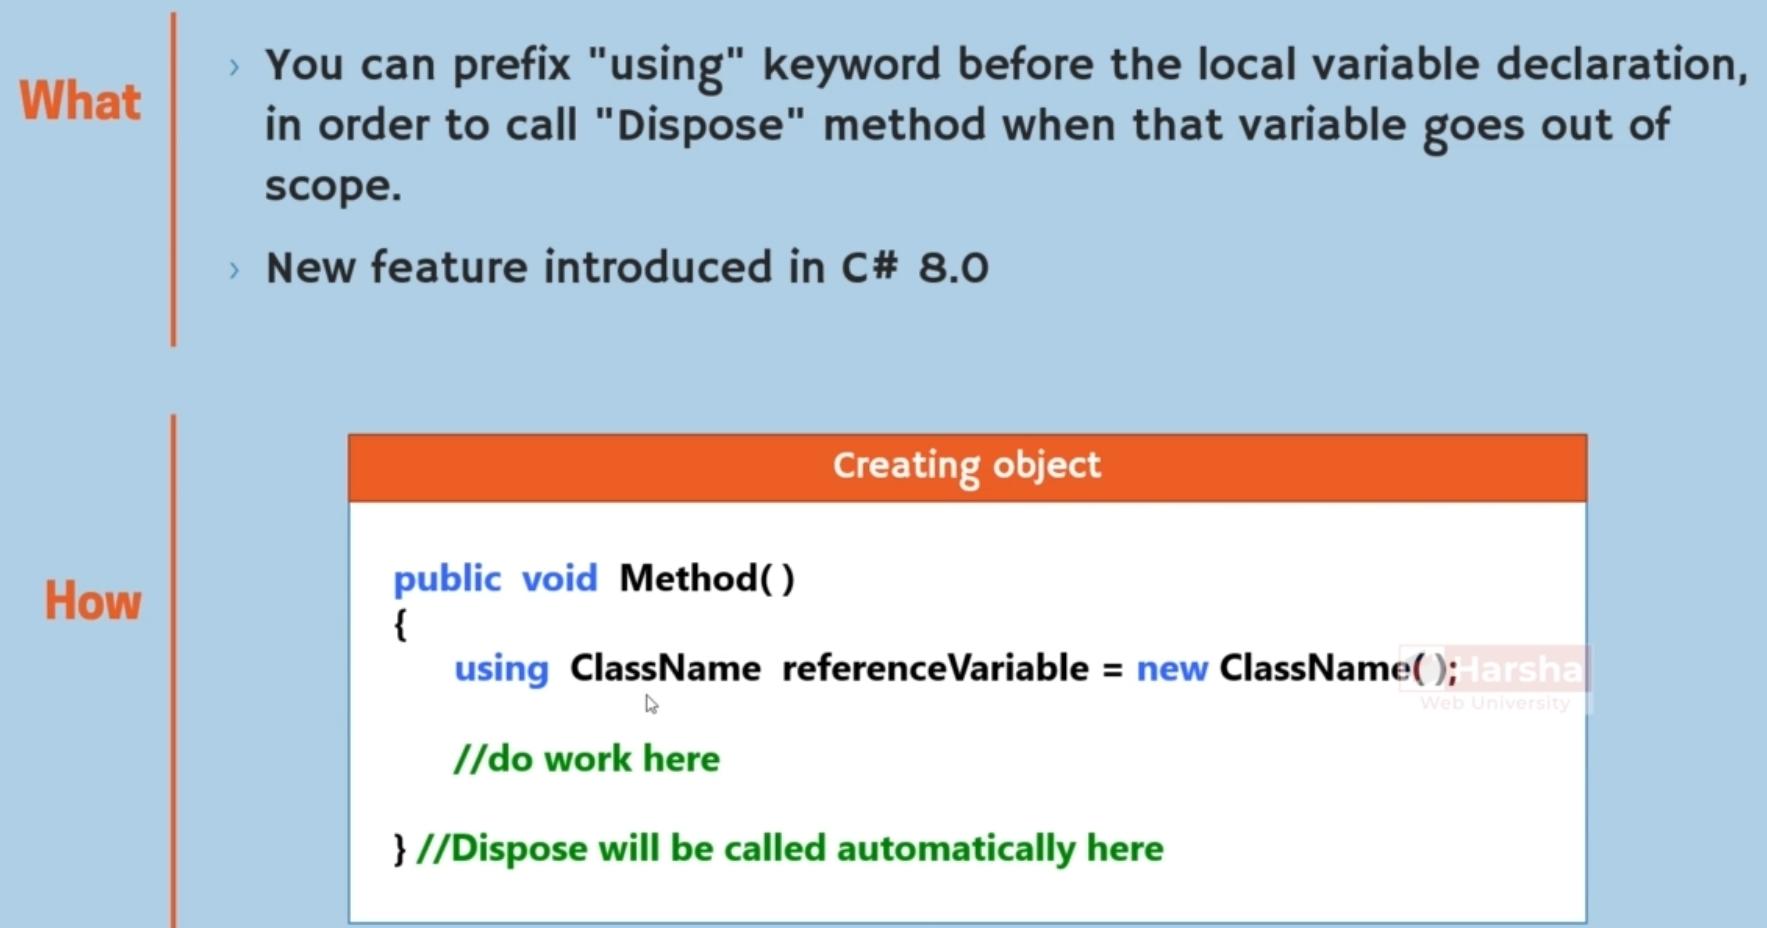 What
› You can prefix "using" keyword before the local variable declaration,
in order to call "Dispose" method when that variable goes out of
scope.
› New feature introduced in C# 8.0
How
Creating object
public void Method( )
{
using ClassName referenceVariable = new ClassName( );
Harsha
Web University
//do work here
} //Dispose will be called automatically here